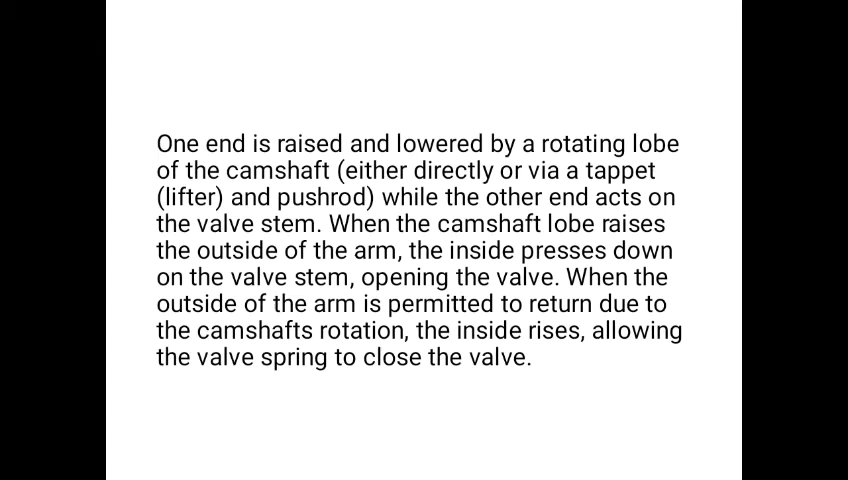 One end is raised and lowered by a rotating lobe
of the camshaft (either directly or via a tappet
(lifter) and pushrod) while the other end acts on
the valve stem. When the camshaft lobe raises
the outside of the arm, the inside presses down
on the valve stem, opening the valve. When the
outside of the arm is permitted to return due to
the camshafts rotation, the inside rises, allowing
the valve spring to close the valve.